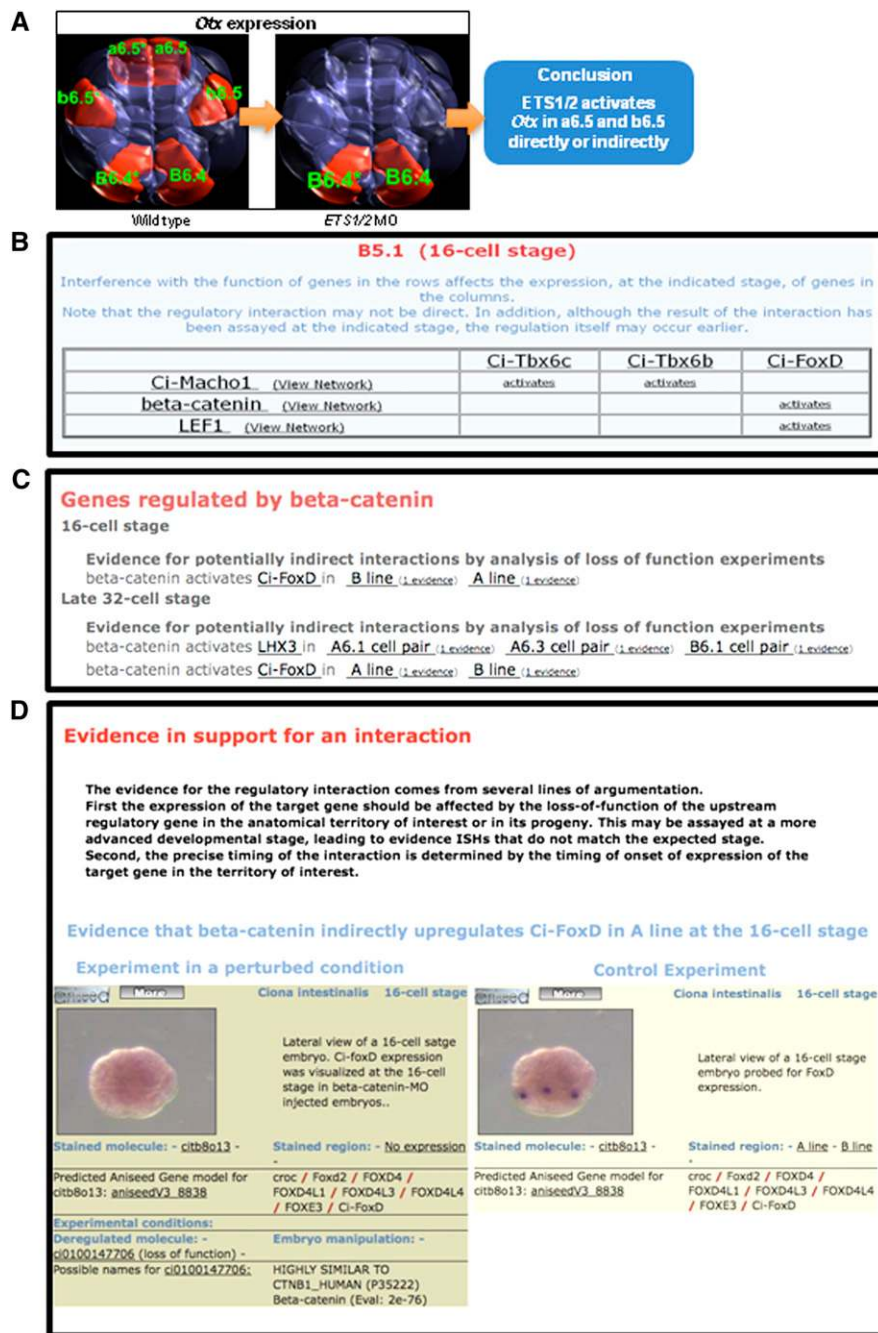 A
Otx expression
a6.5* a6.5
b6.5* b6.5
B6.4* B6.4
B6.4* B6.4
Wild type
ETS1/2 MO
Conclusion
ETS1/2 activates
Otx in a6.5 and b6.5
directly or indirectly
B
B5.1 (16-cell stage)
Interference with the function of genes in the rows affects the expression, at the indicated stage, of genes in
the columns.
Note that the regulatory interaction may not be direct. In addition, although the result of the interaction has
been assayed at the indicated stage, the regulation itself may occur earlier.
Ci-Tbx6c Ci-Tbx6b Ci-FoxD
Ci-Macho1 (View Network) activates activates
beta-catenin (View Network) activates
LEF1 (View Network) activates
C
Genes regulated by beta-catenin
16-cell stage
Evidence for potentially indirect interactions by analysis of loss of function experiments
beta-catenin activates Ci-FoxD in B line (1 evidence) A line (1 evidence)
Late 32-cell stage
Evidence for potentially indirect interactions by analysis of loss of function experiments
beta-catenin activates LHX3 in A6.1 cell pair (1 evidence) A6.3 cell pair (1 evidence) B6.1 cell pair (1 evidence)
beta-catenin activates Ci-FoxD in A line (1 evidence) B line (1 evidence)
D
Evidence in support for an interaction
The evidence for the regulatory interaction comes from several lines of argumentation.
First the expression of the target gene should be affected by the loss-of-function of the upstream
regulatory gene in the anatomical territory of interest or in its progeny. This may be assayed at a more
advanced developmental stage, leading to evidence ISHs that do not match the expected stage.
Second, the precise timing of the interaction is determined by the timing of onset of expression of the
target gene in the territory of interest.
Evidence that beta-catenin indirectly upregulates Ci-FoxD in A line at the 16-cell stage
Experiment in a perturbed condition
aniseed More Ciona intestinalis 16-cell stage
Lateral view of a 16-cell satge
embryo. Ci-foxD expression
was visualized at the 16-cell
stage in beta-catenin-MO
injected embryos..
Stained molecule: - citb8o13 - Stained region: - No expression
-
Predicted Aniseed Gene model for
citb8o13: aniseedV3_8838
croc / Foxd2 / FOXD4 /
FOXD4L1 / FOXD4L3 / FOXD4L4
/ FOXE3 / Ci-FoxD
Experimental conditions:
Deregulated molecule: - Embryo manipulation: -
ci0100147706 (loss of function) -
Possible names for ci0100147706:
HIGHLY SIMILAR TO
CTNB1_HUMAN (P35222)
Beta-catenin (Eval: 2e-76)
Control Experiment
aniseed More Ciona intestinalis 16-cell stage
Lateral view of a 16-cell stage
embryo probed for FoxD
expression.
Stained molecule: - citb8o13 - Stained region: - A line - B line
-
Predicted Aniseed Gene model for
citb8o13: aniseedV3_8838
croc / Foxd2 / FOXD4 /
FOXD4L1 / FOXD4L3 / FOXD4L4
/ FOXE3 / Ci-FoxD